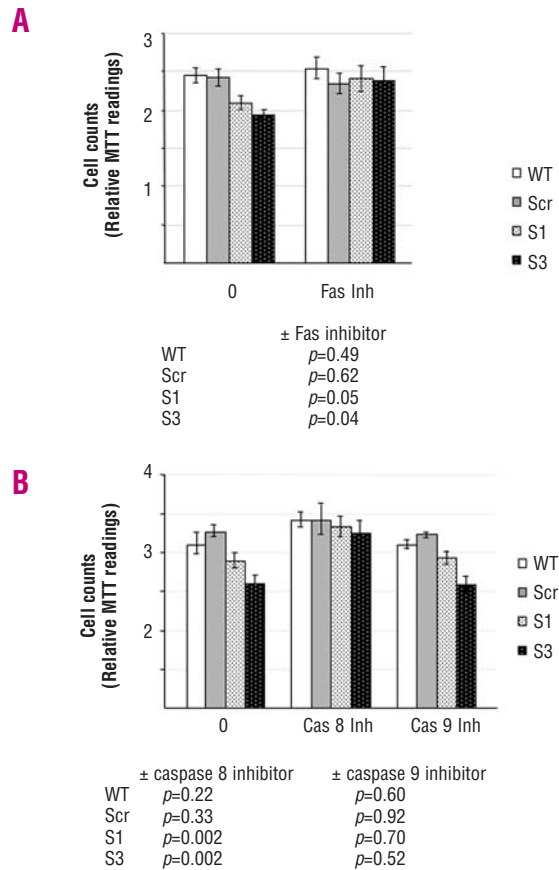 A
3
2
1
Cell counts
(Relative MTT readings)
0 Fas Inh
WT
Scr
S1
S3
± Fas inhibitor
WT p=0.49
Scr p=0.62
S1 p=0.05
S3 p=0.04
B
4
3
2
Cell counts
(Relative MTT readings)
0 Cas 8 Inh Cas 9 Inh
WT
Scr
S1
S3
± caspase 8 inhibitor ± caspase 9 inhibitor
WT p=0.22 p=0.60
Scr p=0.33 p=0.92
S1 p=0.002 p=0.70
S3 p=0.002 p=0.52